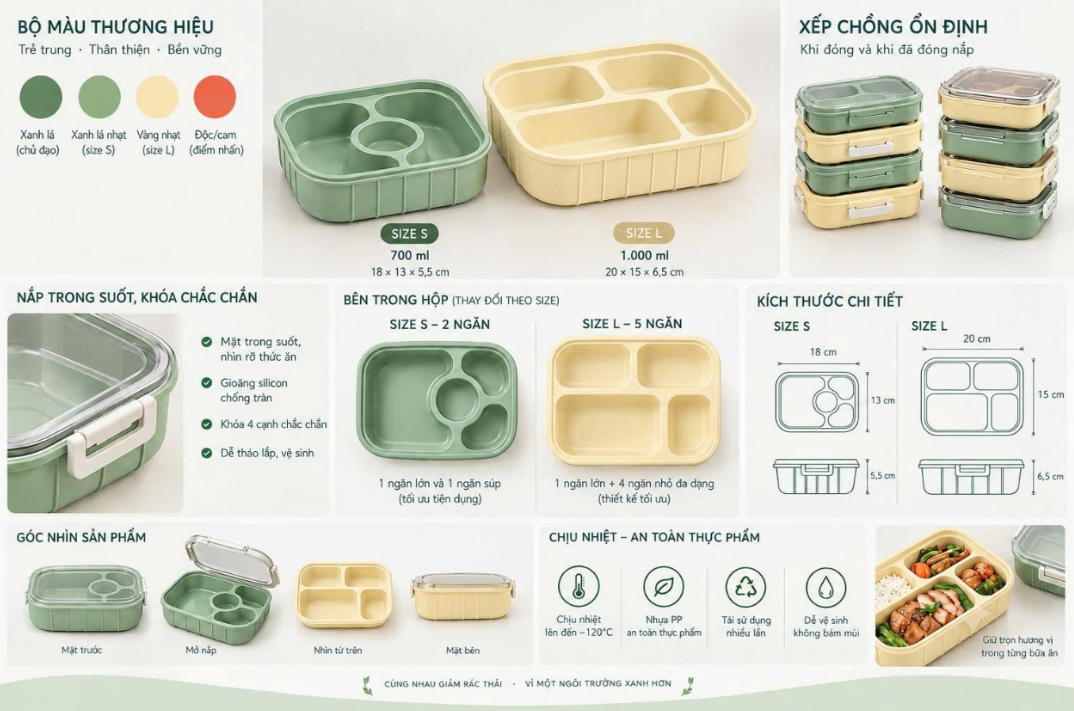 BỘ MÀU THƯƠNG HIỆU
Trẻ trung · Thân thiện · Bền vững
Xanh lá
(chủ đạo)
Xanh lá nhạt
(size S)
Vàng nhạt
(size L)
Độc/cam
(điểm nhấn)
SIZE S
700 ml
18 × 13 × 5,5 cm
SIZE L
1.000 ml
20 × 15 × 6,5 cm
XẾP CHỒNG ỔN ĐỊNH
Khi đóng và khi đã đóng nắp
NẮP TRONG SUỐT, KHÓA CHẮC CHẮN
Mặt trong suốt,
nhìn rõ thức ăn
Gioăng silicon
chống tràn
Khóa 4 cạnh chắc chắn
Dễ tháo lắp, vệ sinh
BÊN TRONG HỘP (THAY ĐỔI THEO SIZE)
SIZE S – 2 NGĂN
1 ngăn lớn và 1 ngăn súp
(tối ưu tiện dụng)
SIZE L – 5 NGĂN
1 ngăn lớn + 4 ngăn nhỏ đa dạng
(thiết kế tối ưu)
KÍCH THƯỚC CHI TIẾT
SIZE S
18 cm
13 cm
5,5 cm
SIZE L
20 cm
15 cm
6,5 cm
GÓC NHÌN SẢN PHẨM
Mặt trước
Mở nắp
Nhìn từ trên
Mặt bên
CHỊU NHIỆT – AN TOÀN THỰC PHẨM
Chịu nhiệt
lên đến –120°C
Nhựa PP
an toàn thực phẩm
Tái sử dụng
nhiều lần
Dễ vệ sinh
không bám mùi
Giữ trọn hương vị
trong từng bữa ăn
CÙNG NHAU GIẢM RÁC THẢI · VÌ MỘT NGÔI TRƯỜNG XANH HƠN